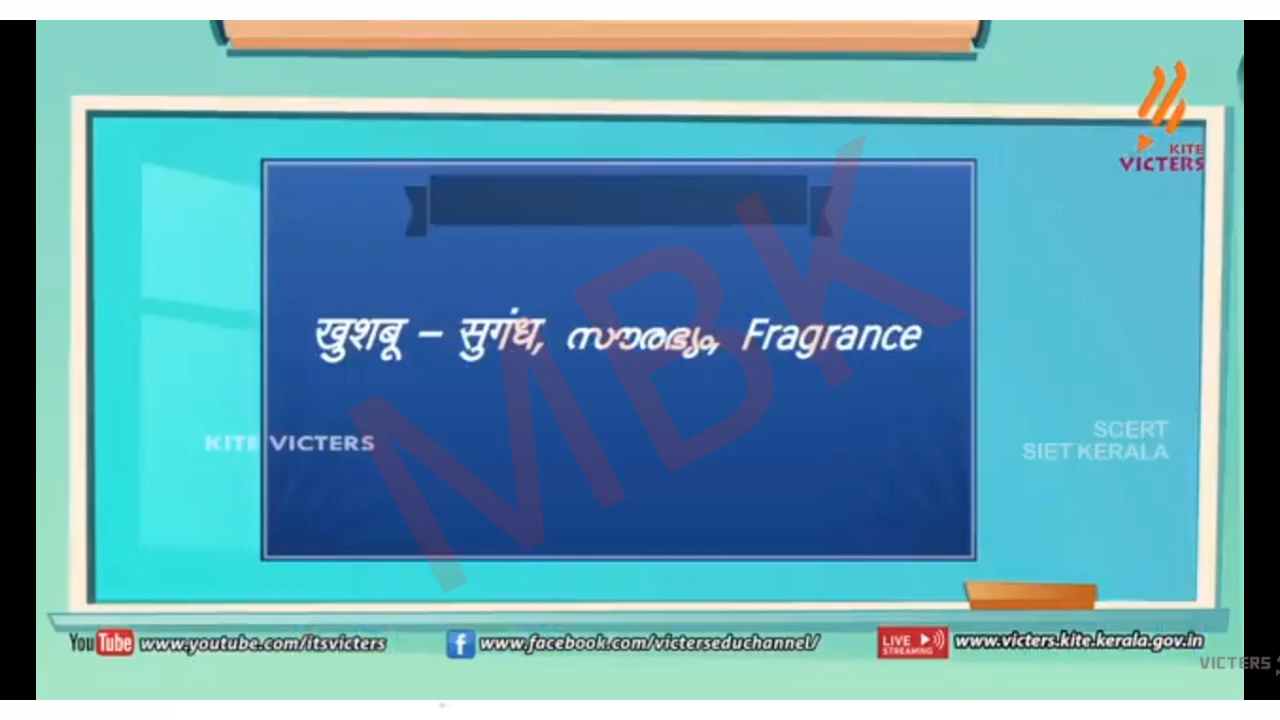 KITE
VICTERS
खुशबू – सुगंध, സൗരഭ്യം, Fragrance
MBK
KITE VICTERS
SCERT
SIET KERALA
YouTube www.youtube.com/itsvicters
f www.facebook.com/victerseduchannel/
LIVE STREAMING www.victers.kite.kerala.gov.in
VICTERS